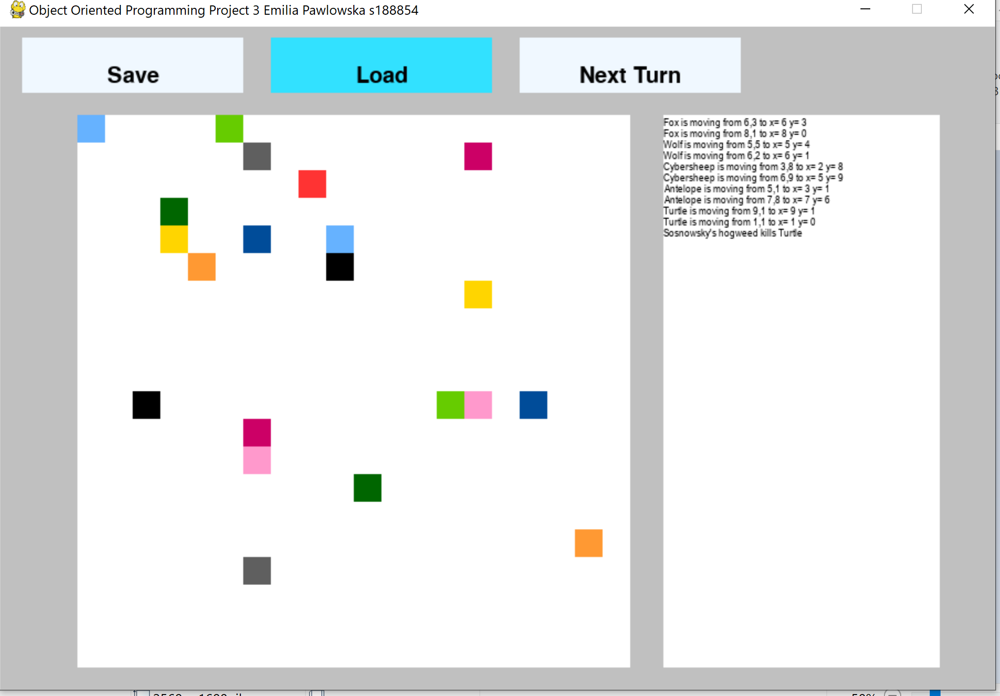 Object Oriented Programming Project 3 Emilia Pawlowska s188854
Save
Load
Next Turn
Fox is moving from 6,3 to x= 6 y= 3
Fox is moving from 8,1 to x= 8 y= 0
Wolf is moving from 5,5 to x= 5 y= 4
Wolf is moving from 6,2 to x= 6 y= 1
Cybersheep is moving from 3,8 to x= 2 y= 8
Cybersheep is moving from 6,9 to x= 5 y= 9
Antelope is moving from 5,1 to x= 3 y= 1
Antelope is moving from 7,8 to x= 7 y= 6
Turtle is moving from 9,1 to x= 9 y= 1
Turtle is moving from 1,1 to x= 1 y= 0
Sosnowsky's hogweed kills Turtle